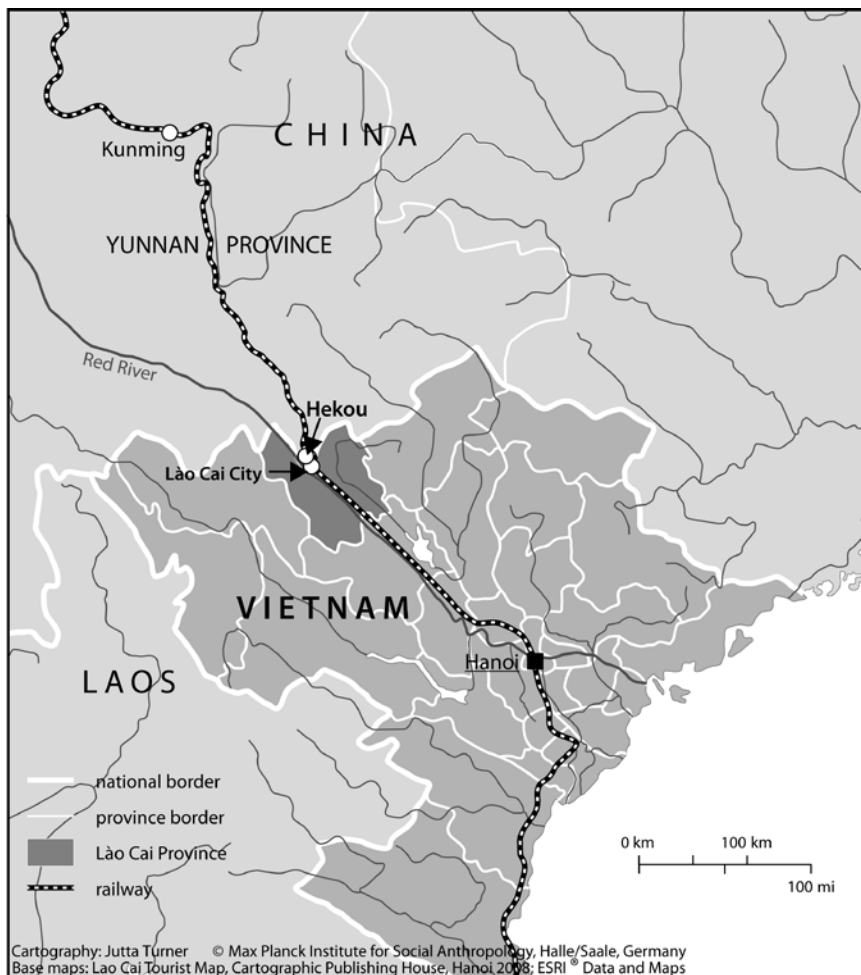 Kunming
CHINA
YUNNAN PROVINCE
Red River
Hekou
Lào Cai City
VIETNAM
Hanoi
LAOS
national border
province border
Lào Cai Province
railway
0 km 100 km
100 mi
Cartography: Jutta Turner © Max Planck Institute for Social Anthropology, Halle/Saale, Germany
Base maps: Lao Cai Tourist Map, Cartographic Publishing House, Hanoi 2008; ESRI ® Data and Maps